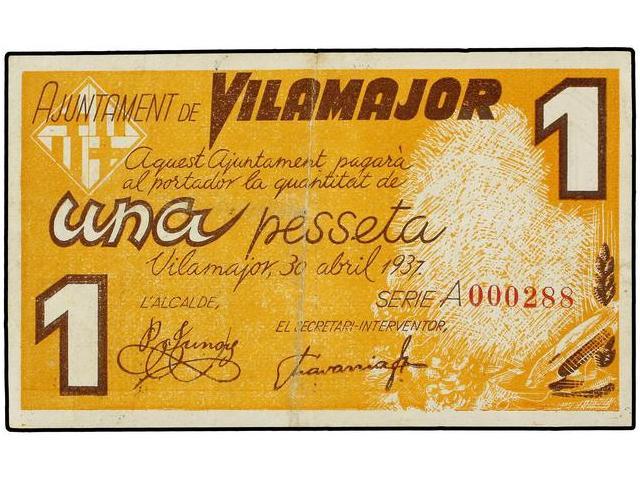 AJUNTAMENT DE VILAMAJOR
1
Aquest Ajuntament pagarà
al portador la quantitat de
una pesseta
Vilamajor, 30 abril 1937.
1
L'ALCALDE,
SERIE A 000288
EL SECRETARI-INTERVENTOR,